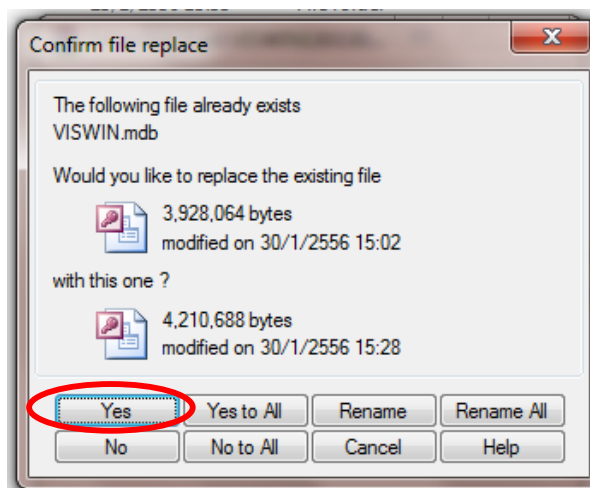 Confirm file replace
The following file already exists
VISWIN.mdb
Would you like to replace the existing file
3,928,064 bytes
modified on 30/1/2556 15:02
with this one ?
4,210,688 bytes
modified on 30/1/2556 15:28
Yes Yes to All Rename Rename All
No No to All Cancel Help